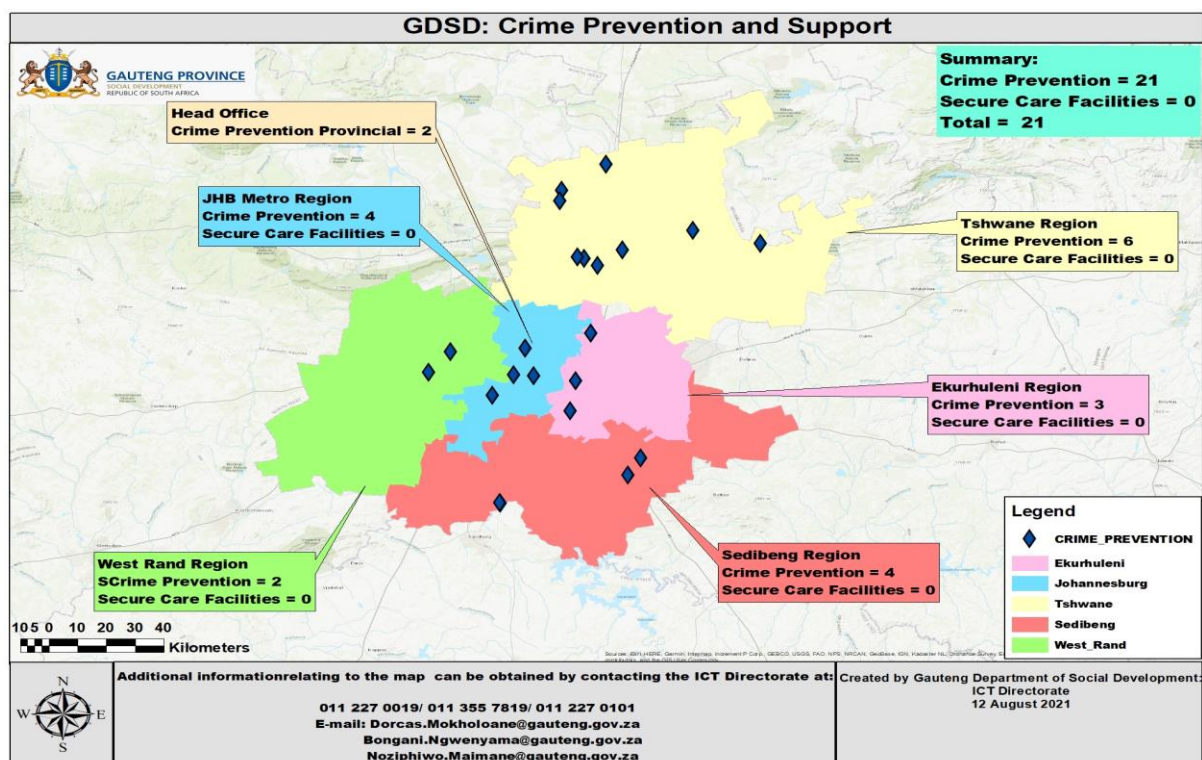 GDSD: Crime Prevention and Support
GAUTENG PROVINCE
SOCIAL DEVELOPMENT
REPUBLIC OF SOUTH AFRICA
Summary:
Crime Prevention = 21
Secure Care Facilities = 0
Total = 21
Head Office
Crime Prevention Provincial = 2
JHB Metro Region
Crime Prevention = 4
Secure Care Facilities = 0
Tshwane Region
Crime Prevention = 6
Secure Care Facilities = 0
Ekurhuleni Region
Crime Prevention = 3
Secure Care Facilities = 0
West Rand Region
SCrime Prevention = 2
Secure Care Facilities = 0
Sedibeng Region
Crime Prevention = 4
Secure Care Facilities = 0
Legend
CRIME_PREVENTION
Ekurhuleni
Johannesburg
Tshwane
Sedibeng
West_Rand
10 5 0 10 20 30 40
Kilometers
N
W E
S
Additional informationrelating to the map can be obtained by contacting the ICT Directorate at:
011 227 0019/ 011 355 7819/ 011 227 0101
E-mail: Dorcas.Mokholoane@gauteng.gov.za
Bongani.Ngwenyama@gauteng.gov.za
Noziphiwo.Maimane@gauteng.gov.za
Created by Gauteng Department of Social Development:
ICT Directorate
12 August 2021